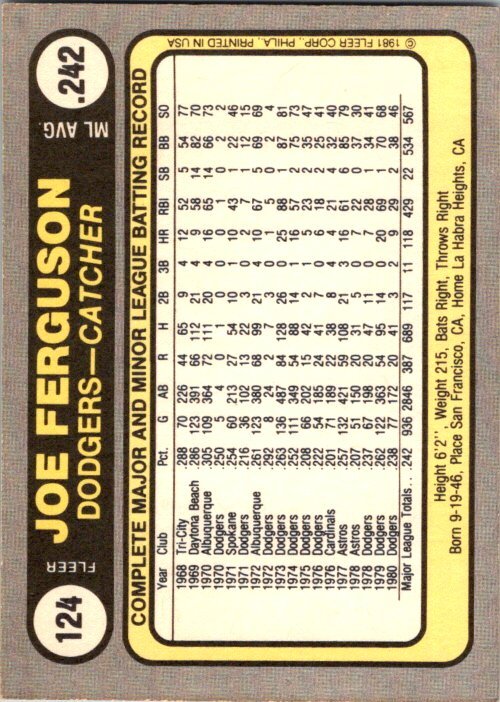 124
FLEER
JOE FERGUSON
DODGERS—CATCHER
ML AVG.
.242
COMPLETE MAJOR AND MINOR LEAGUE BATTING RECORD
Year Club Pct. G AB R H 2B 3B HR RBI SB BB SO
1968 Tri-City .288 70 226 44 65 9 4 4 52 54 77
1969 Daytona Beach .286 123 391 66 112 21 4 12 58 14 82 70
1970 Albuquerque .305 109 364 72 111 20 4 9 65 14 66 73
1970 Dodgers .250 5 4 0 1 0 0 0 1 0 2 2
1971 Spokane .254 60 213 27 54 10 3 10 43 1 22 46
1971 Dodgers .216 36 102 13 22 3 0 2 7 1 12 15
1972 Albuquerque .261 123 380 68 99 21 3 10 67 5 69 69
1972 Dodgers .292 8 24 2 7 3 0 1 5 0 2 4
1973 Dodgers .263 136 487 84 128 26 0 25 88 1 87 81
1974 Dodgers .252 111 349 54 88 14 1 16 57 2 75 73
1975 Dodgers .208 66 202 15 42 2 0 5 23 2 35 47
1976 Dodgers .222 54 185 24 41 7 0 6 18 2 25 41
1976 Cardinals .201 71 189 22 38 8 4 4 21 4 32 40
1977 Astros .257 132 421 59 108 21 3 16 61 6 85 79
1978 Astros .207 51 150 20 31 5 0 7 22 0 37 30
1978 Dodgers .237 67 198 20 47 11 0 7 28 1 34 41
1979 Dodgers .262 122 363 54 95 14 0 20 69 1 70 68
1980 Dodgers .238 77 172 20 41 3 2 9 29 2 38 46
Major League Totals... .242 936 2846 387 689 117 11 118 429 22 534 567
Height 6'2", Weight 215, Bats Right, Throws Right
Born 9-19-46, Place San Francisco, CA, Home La Habra Heights, CA
© 1981 FLEER CORP., PHILA., PRINTED IN USA